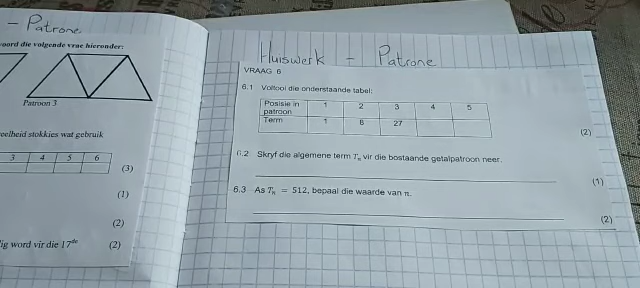 - Patrone
oord die volgende vrae hieronder:
Patroon 3
oelheid stokkies wat gebruik
3 4 5 6
(3)
(1)
(2)
ig word vir die 17de (2)
Huiswerk - Patrone
VRAAG 6
6.1 Voltooi die onderstaande tabel:
Posisie in patroon 1 2 3 4 5
Term 1 8 27
(2)
6.2 Skryf die algemene term Tn vir die bostaande getalpatroon neer.
(1)
6.3 As Tn = 512, bepaal die waarde van n.
(2)